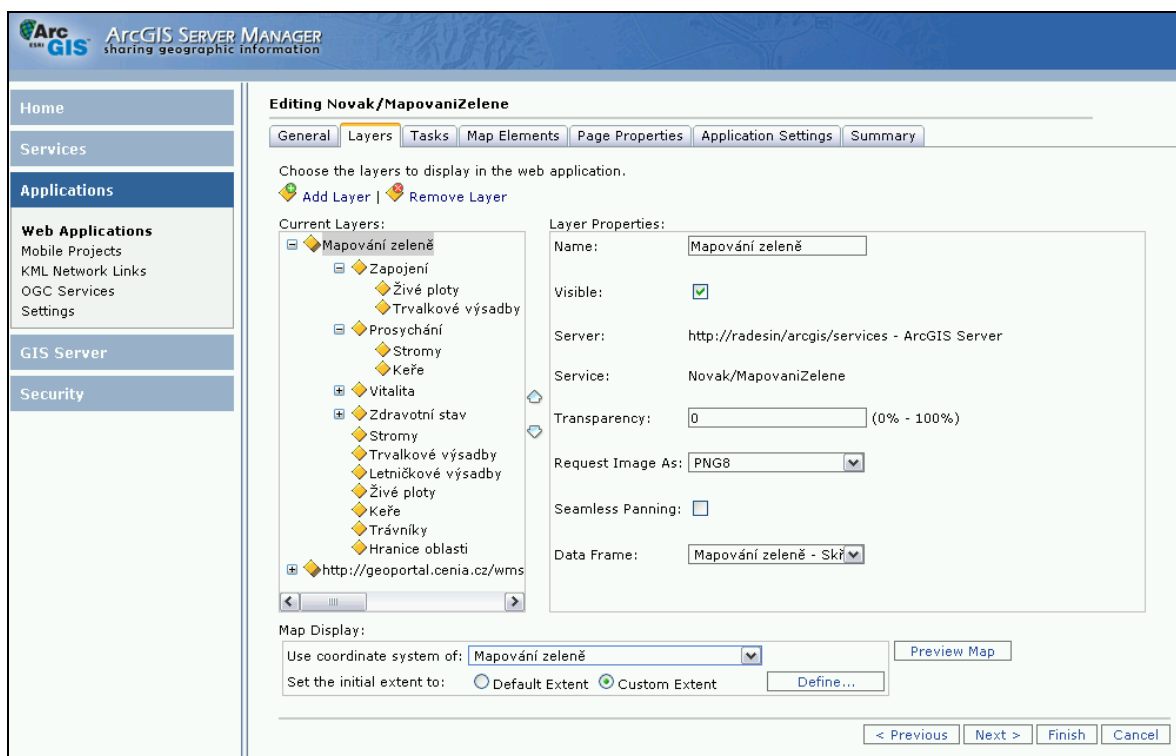 Arc
ESRI GIS
ArcGIS Server Manager
sharing geographic information
Home
Services
Applications
Web Applications
Mobile Projects
KML Network Links
OGC Services
Settings
GIS Server
Security
Editing Novak/MapovaniZelene
General Layers Tasks Map Elements Page Properties Application Settings Summary
Choose the layers to display in the web application.
Add Layer | Remove Layer
Current Layers:
Mapování zeleně
Zapojení
Živé ploty
Trvalkové výsadby
Prosychání
Stromy
Keře
Vitalita
Zdravotní stav
Stromy
Trvalkové výsadby
Letničkové výsadby
Živé ploty
Keře
Trávníky
Hranice oblasti
http://geoportal.cenia.cz/wms
Layer Properties:
Name: Mapování zeleně
Visible:
Server: http://radesin/arcgis/services - ArcGIS Server
Service: Novak/MapovaniZelene
Transparency: 0 (0% - 100%)
Request Image As: PNG8
Seamless Panning:
Data Frame: Mapování zeleně - Skř
Map Display:
Use coordinate system of: Mapování zeleně
Set the initial extent to: Default Extent Custom Extent Define...
Preview Map
< Previous Next > Finish Cancel